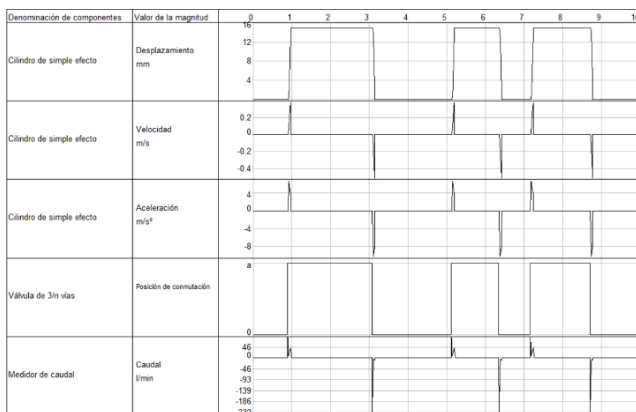 Denominación de componentes Valor de la magnitud 0 1 2 3 4 5 6 7 8 9 10
Cilindro de simple efecto
Desplazamiento
mm
16
12
8
4
Cilindro de simple efecto
Velocidad
m/s
0.2
0
-0.2
-0.4
Cilindro de simple efecto
Aceleración
m/s²
4
0
-4
-8
Válvula de 3/n vías
Posición de conmutación
a
0
Medidor de caudal
Caudal
l/min
46
0
-46
-93
-139
-186